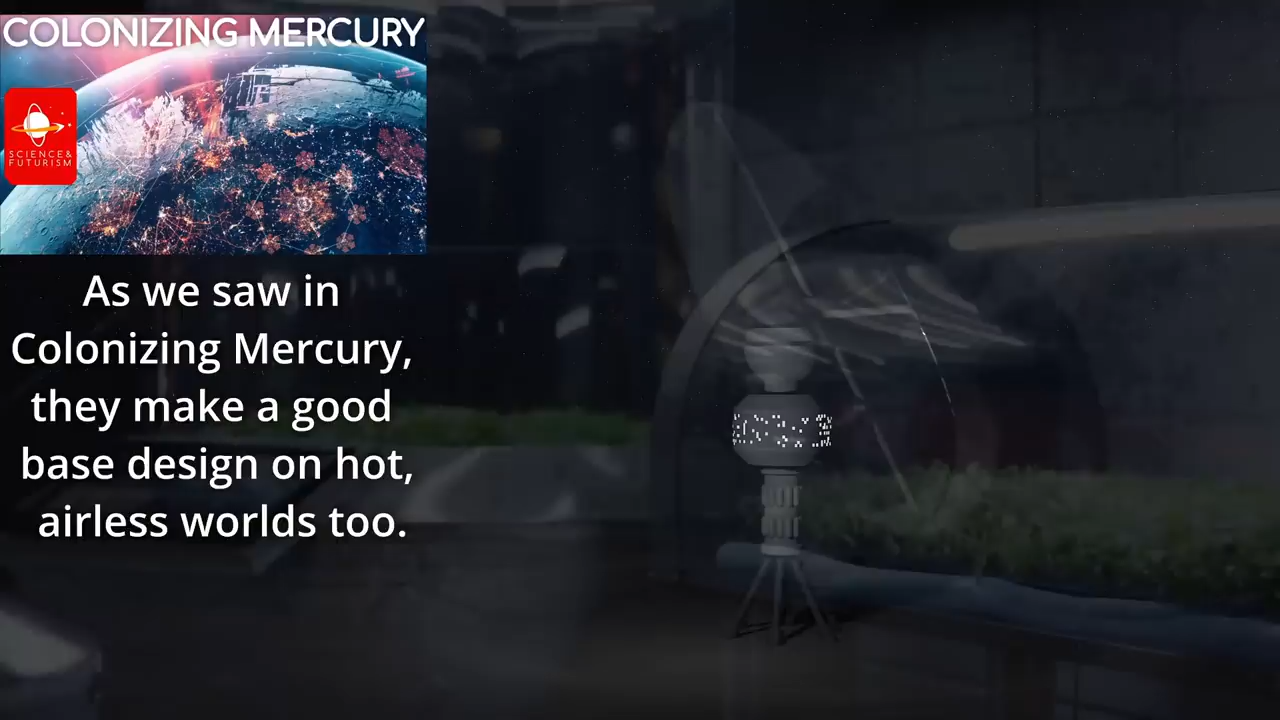 COLONIZING MERCURY
SCIENCE&
FUTURISM
As we saw in
Colonizing Mercury,
they make a good
base design on hot,
airless worlds too.